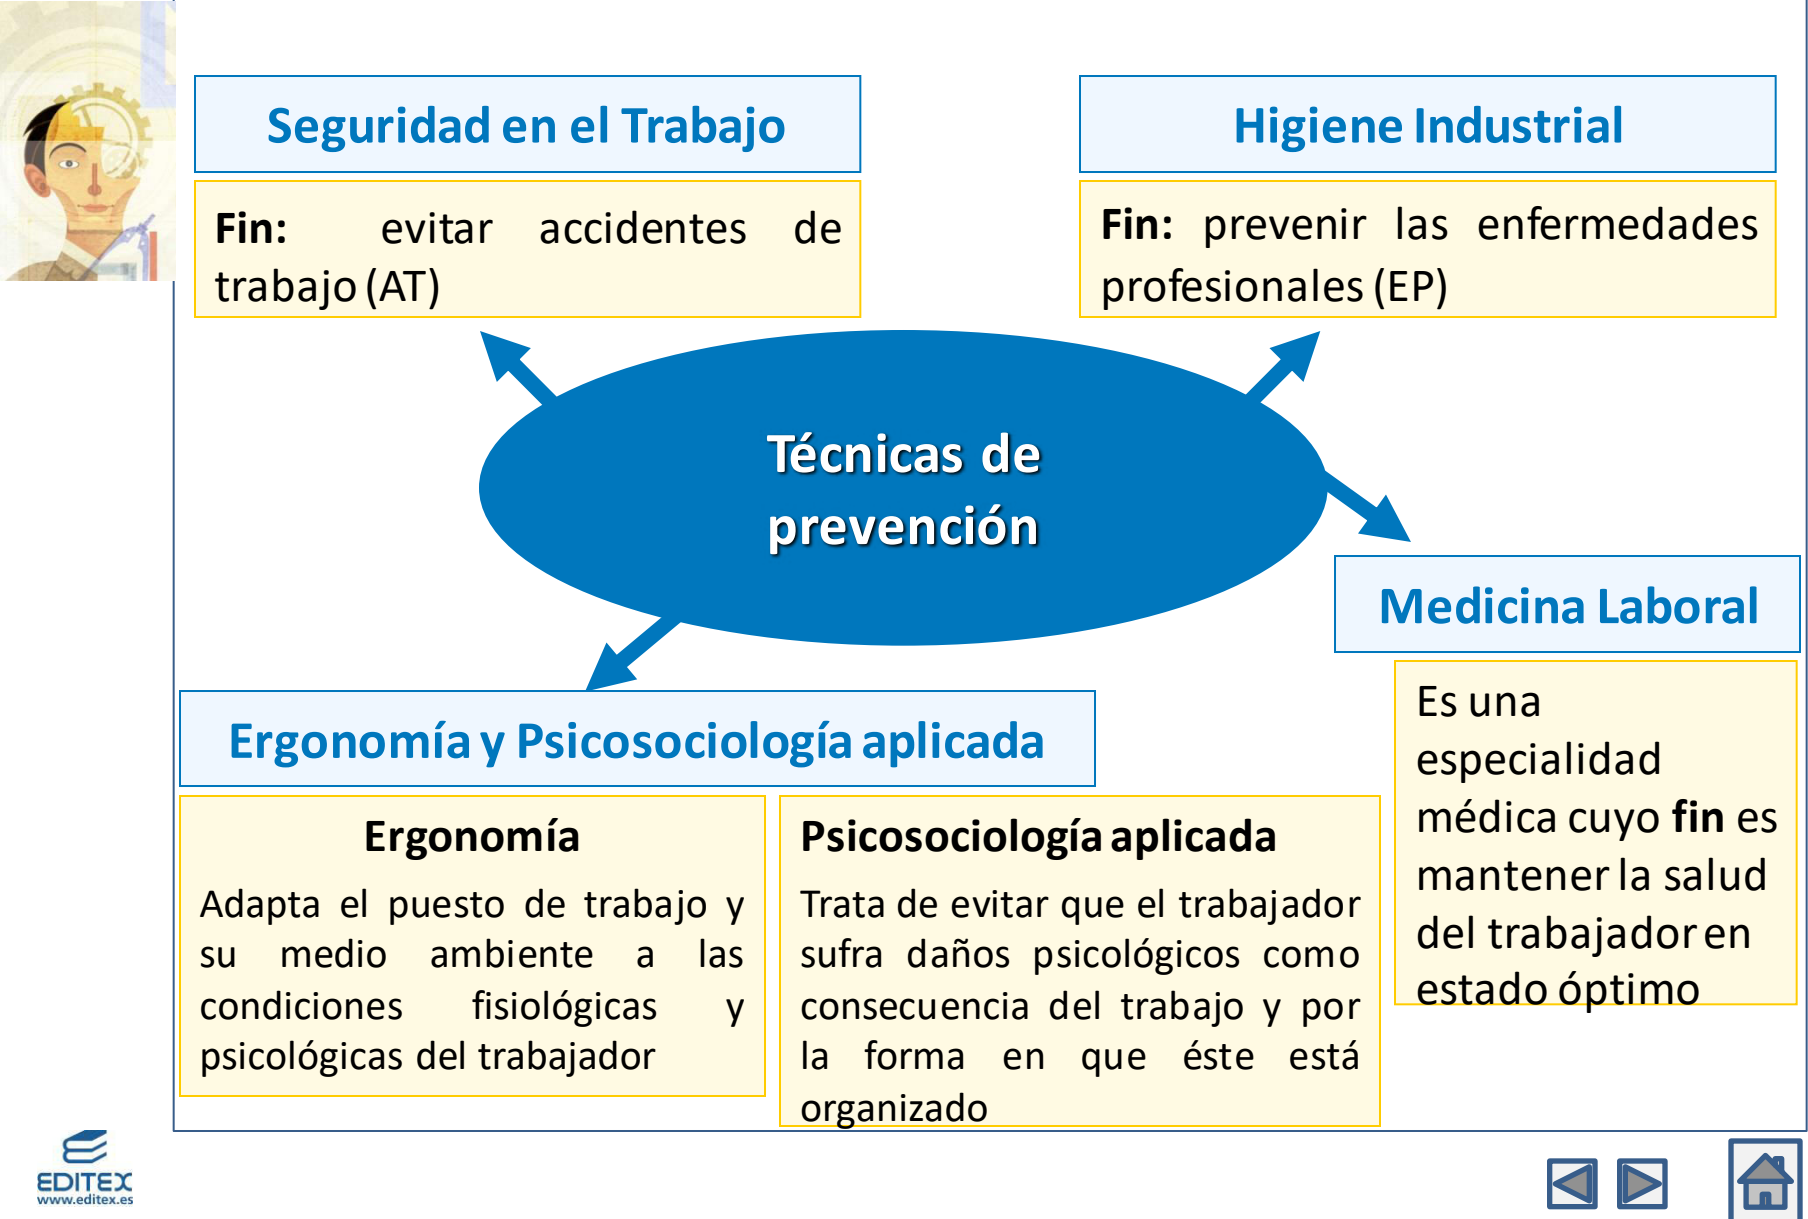 Seguridad en el Trabajo
Fin: evitar accidentes de
trabajo (AT)
Higiene Industrial
Fin: prevenir las enfermedades
profesionales (EP)
Técnicas de
prevención
Medicina Laboral
Es una
especialidad
médica cuyo fin es
mantener la salud
del trabajador en
estado óptimo
Ergonomía y Psicosociología aplicada
Ergonomía
Adapta el puesto de trabajo y
su medio ambiente a las
condiciones fisiológicas y
psicológicas del trabajador
Psicosociología aplicada
Trata de evitar que el trabajador
sufra daños psicológicos como
consecuencia del trabajo y por
la forma en que éste está
organizado
EDITEX
www.editex.es